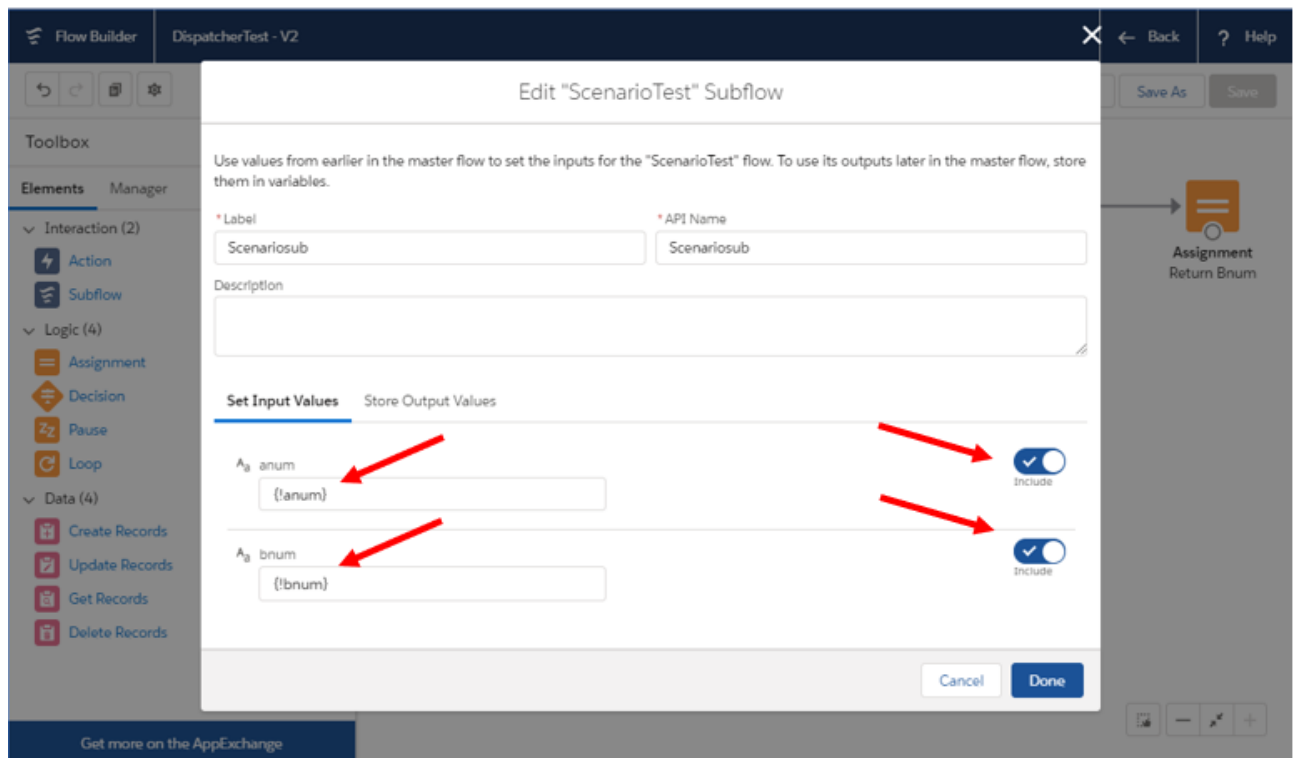 Flow Builder
DispatcherTest - V2
← Back
? Help
Save As
Save
Toolbox
Elements
Manager
Interaction (2)
Action
Subflow
Logic (4)
Assignment
Decision
Pause
Loop
Data (4)
Create Records
Update Records
Get Records
Delete Records
Get more on the AppExchange
Edit "ScenarioTest" Subflow
Use values from earlier in the master flow to set the inputs for the "ScenarioTest" flow. To use its outputs later in the master flow, store
them in variables.
* Label
Scenariosub
* API Name
Scenariosub
Description
Set Input Values
Store Output Values
Aa anum
{!anum}
Include
Aa bnum
{!bnum}
Include
Cancel
Done
Assignment
Return Bnum